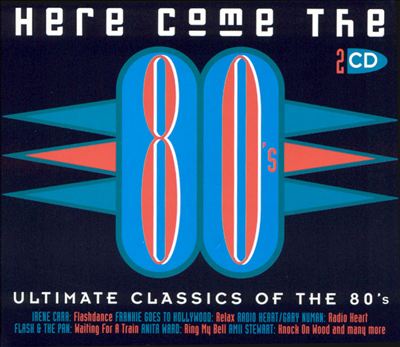 Here Come The
2 CD
80's
ULTIMATE CLASSICS OF THE 80's
IRENE CARA: Flashdance FRANKIE GOES TO HOLLYWOOD: Relax RADIO HEART/GARY NUMAN: Radio Heart
FLASH & THE PAN: Waiting For A Train ANITA WARD: Ring My Bell AMII STEWART: Knock On Wood and many more